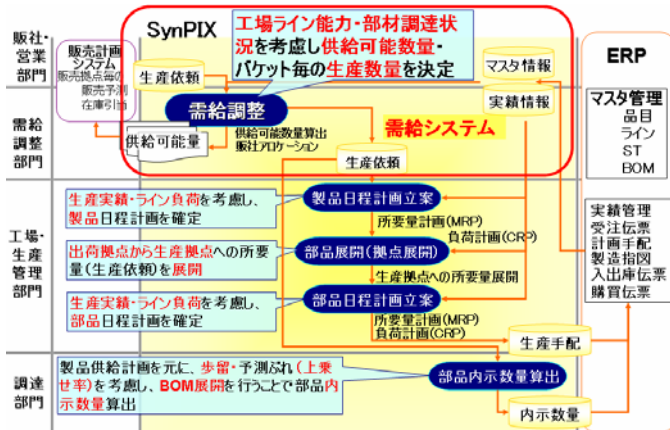 販社・
営業
部門
販売計画
システム
販売拠点毎の
販売予測
在庫引当
SynPIX
工場ライン能力・部材調達状
況を考慮し供給可能数量・
バケット毎の生産数量を決定
生産依頼
マスタ情報
実績情報
ERP
マスタ管理
品目
ライン
ST
BOM
需給
調整
部門
需給調整
需給システム
供給可能量
供給可能数量算出
販社アロケーション
生産依頼
工場・
生産
管理
部門
生産実績・ライン負荷を考慮し、
製品日程計画を確定
製品日程計画立案
所要量計画(MRP)
負荷計画(CRP)
出荷拠点から生産拠点への所要
量(生産依頼)を展開
部品展開(拠点展開)
生産拠点への所要量展開
生産実績・ライン負荷を考慮し、
部品日程計画を確定
部品日程計画立案
所要量計画(MRP)
負荷計画(CRP)
生産手配
実績管理
受注伝票
計画手配
製造指図
入出庫伝票
購買伝票
調達
部門
製品供給計画を元に、歩留・予測ぶれ(上乗
せ率)を考慮し、BOM展開を行うことで部品内
示数量算出
部品内示数量算出
内示数量